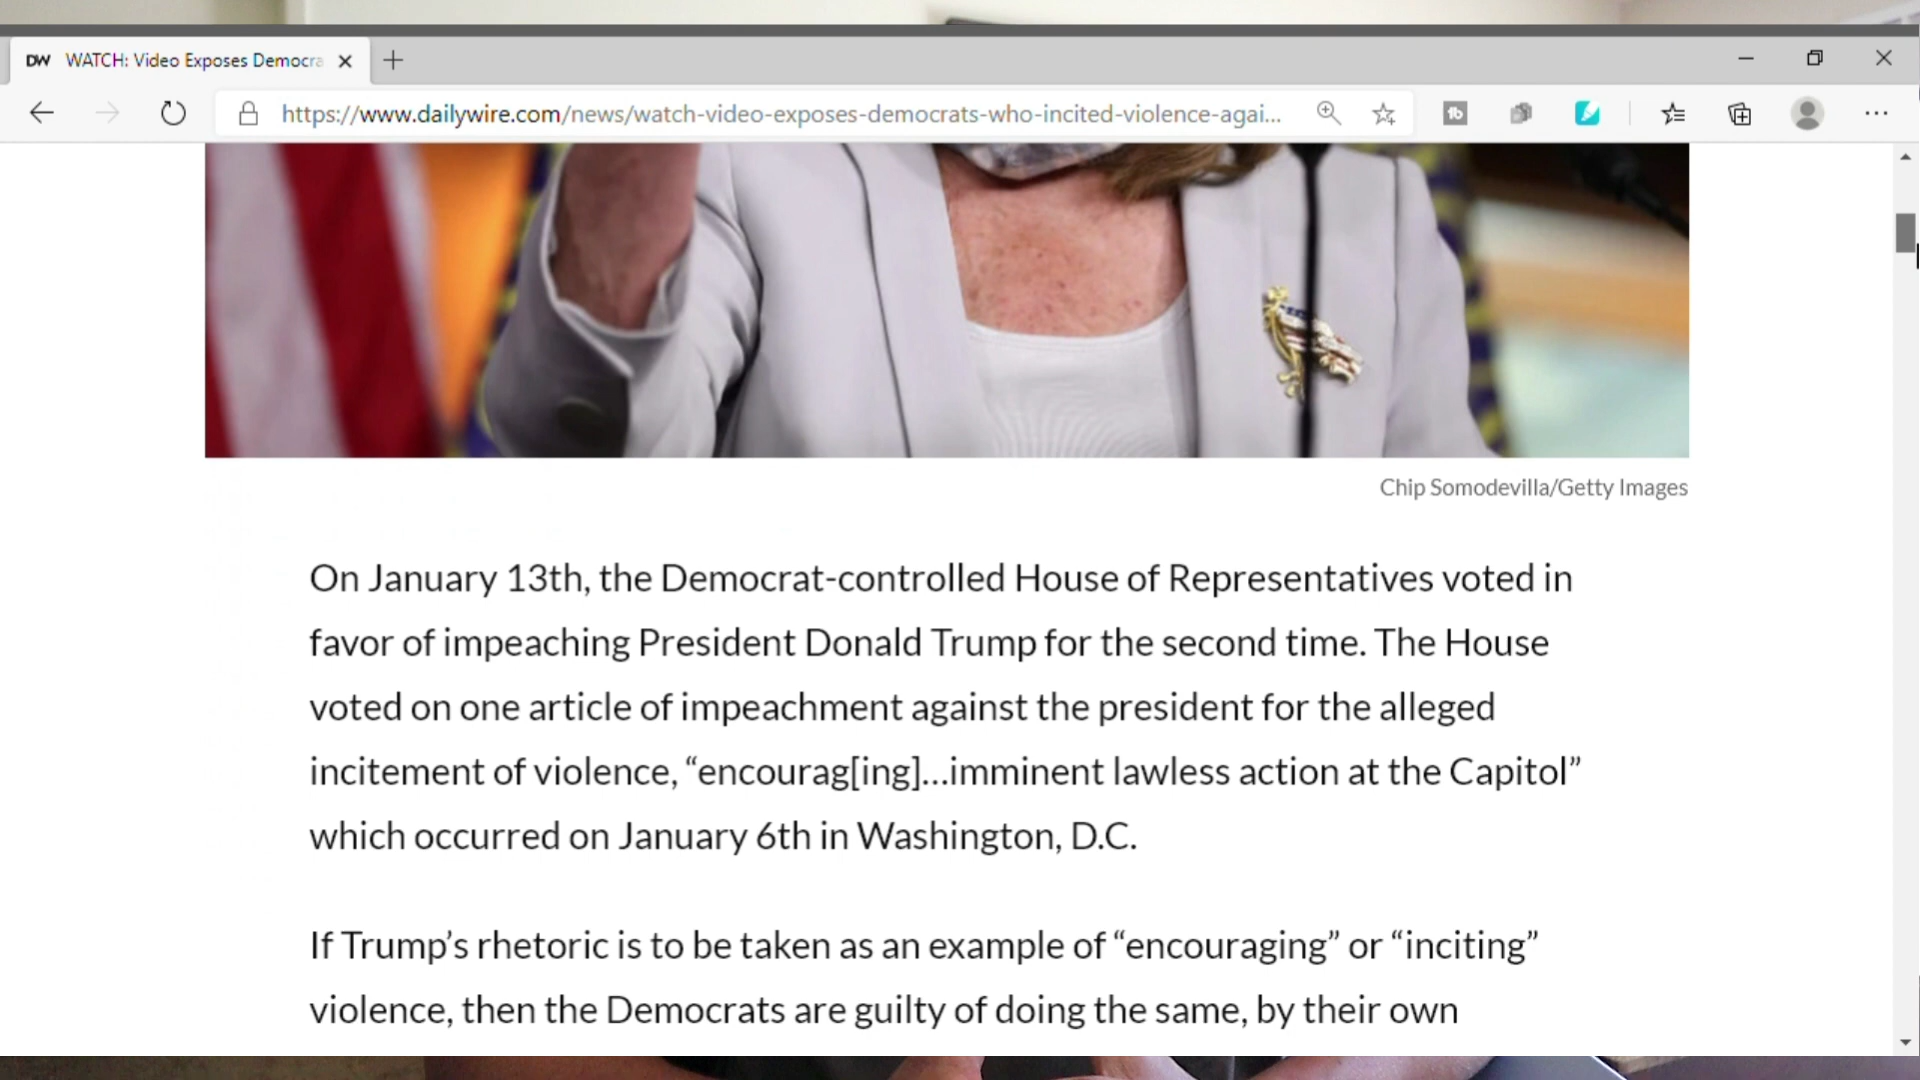 DW WATCH: Video Exposes Democra
https://www.dailywire.com/news/watch-video-exposes-democrats-who-incited-violence-agai...
Chip Somodevilla/Getty Images
On January 13th, the Democrat-controlled House of Representatives voted in
favor of impeaching President Donald Trump for the second time. The House
voted on one article of impeachment against the president for the alleged
incitement of violence, “encourag[ing]...imminent lawless action at the Capitol”
which occurred on January 6th in Washington, D.C.
If Trump’s rhetoric is to be taken as an example of “encouraging” or “inciting”
violence, then the Democrats are guilty of doing the same, by their own